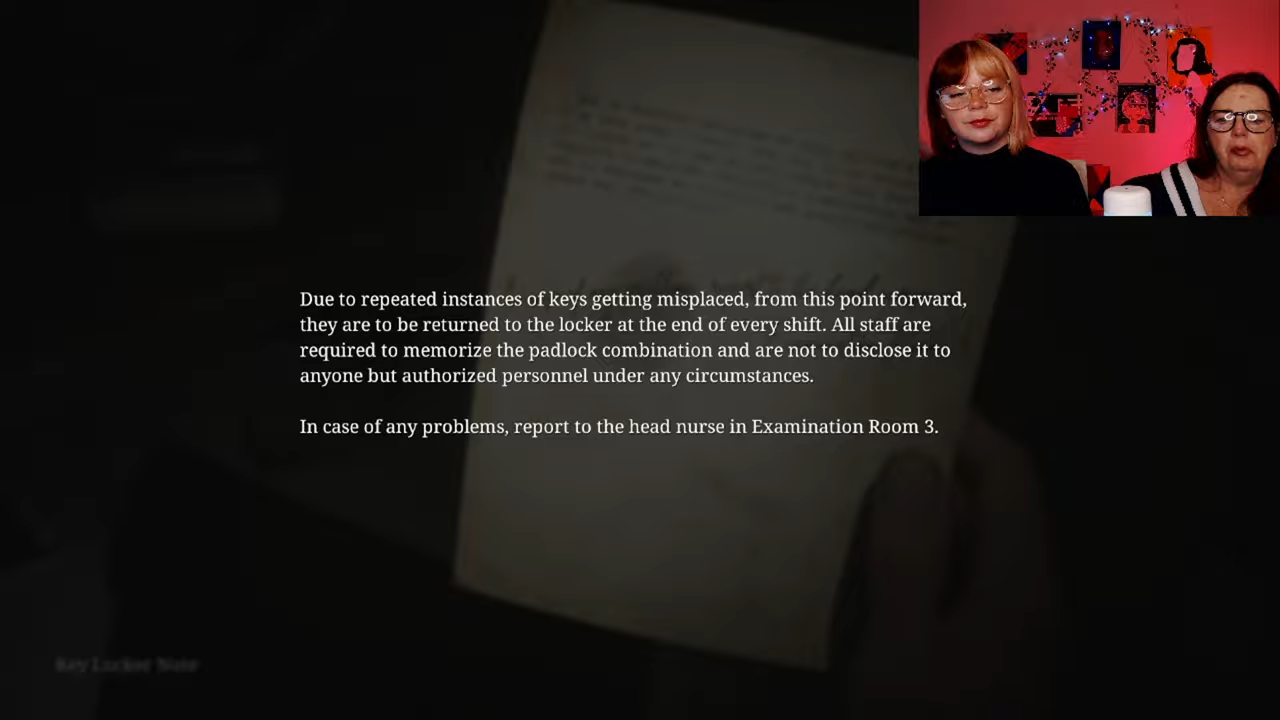 Due to repeated instances of keys getting misplaced, from this point forward,
they are to be returned to the locker at the end of every shift. All staff are
required to memorize the padlock combination and are not to disclose it to
anyone but authorized personnel under any circumstances.
In case of any problems, report to the head nurse in Examination Room 3.
Key Locker Note